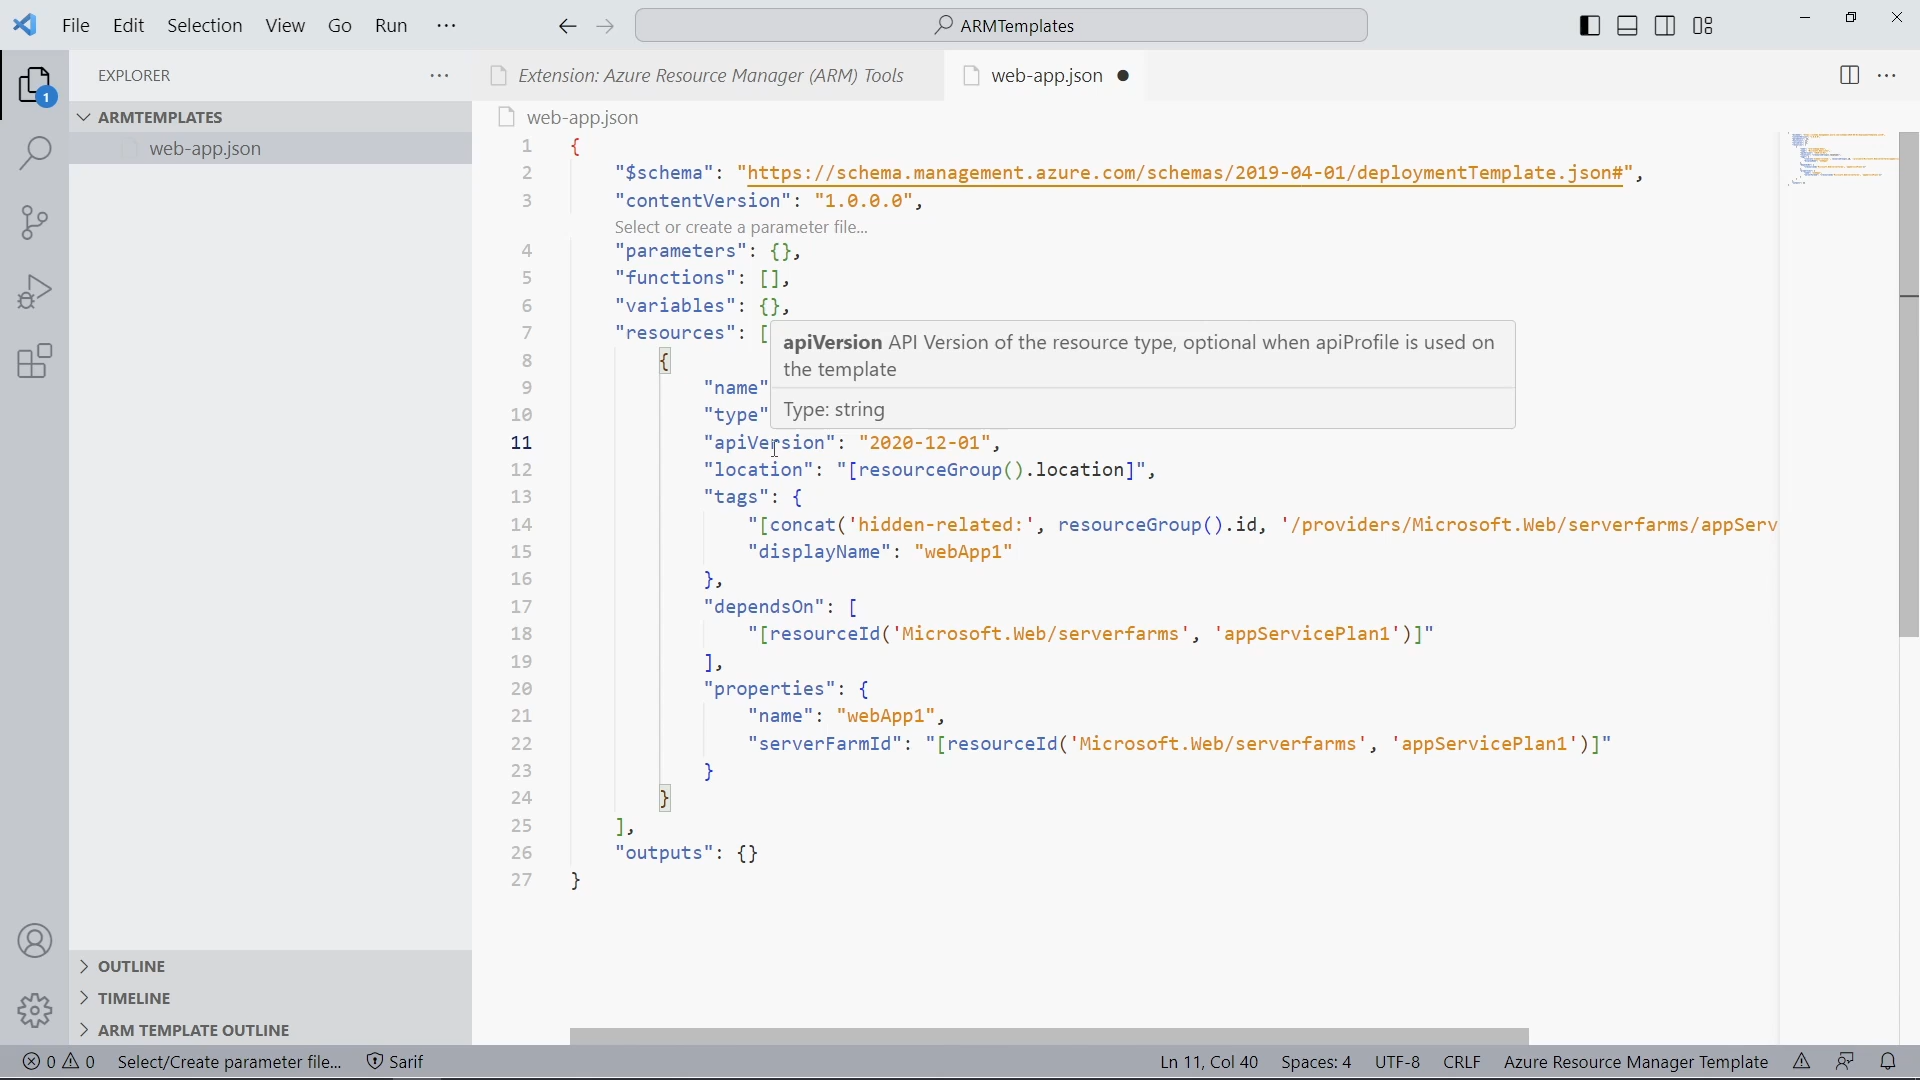 File Edit Selection View Go Run ···
ARMTemplates
EXPLORER
Extension: Azure Resource Manager (ARM) Tools
web-app.json
1
ARMTEMPLATES
web-app.json
web-app.json
1 {
2 "$schema": "https://schema.management.azure.com/schemas/2019-04-01/deploymentTemplate.json#",
3 "contentVersion": "1.0.0.0",
Select or create a parameter file...
4 "parameters": {},
5 "functions": [],
6 "variables": {},
7 "resources": [
apiVersion API Version of the resource type, optional when apiProfile is used on
the template
Type: string
8 {
9 "name"
10 "type"
11 "apiVersion": "2020-12-01",
12 "location": "[resourceGroup().location]",
13 "tags": {
14 "[concat('hidden-related:', resourceGroup().id, '/providers/Microsoft.Web/serverfarms/appServ
15 "displayName": "webApp1"
16 },
17 "dependsOn": [
18 "[resourceId('Microsoft.Web/serverfarms', 'appServicePlan1')]"
19 ],
20 "properties": {
21 "name": "webApp1",
22 "serverFarmId": "[resourceId('Microsoft.Web/serverfarms', 'appServicePlan1')]"
23 }
24 }
25 ],
26 "outputs": {}
27 }
OUTLINE
TIMELINE
ARM TEMPLATE OUTLINE
0 0 Select/Create parameter file... Sarif
Ln 11, Col 40 Spaces: 4 UTF-8 CRLF Azure Resource Manager Template